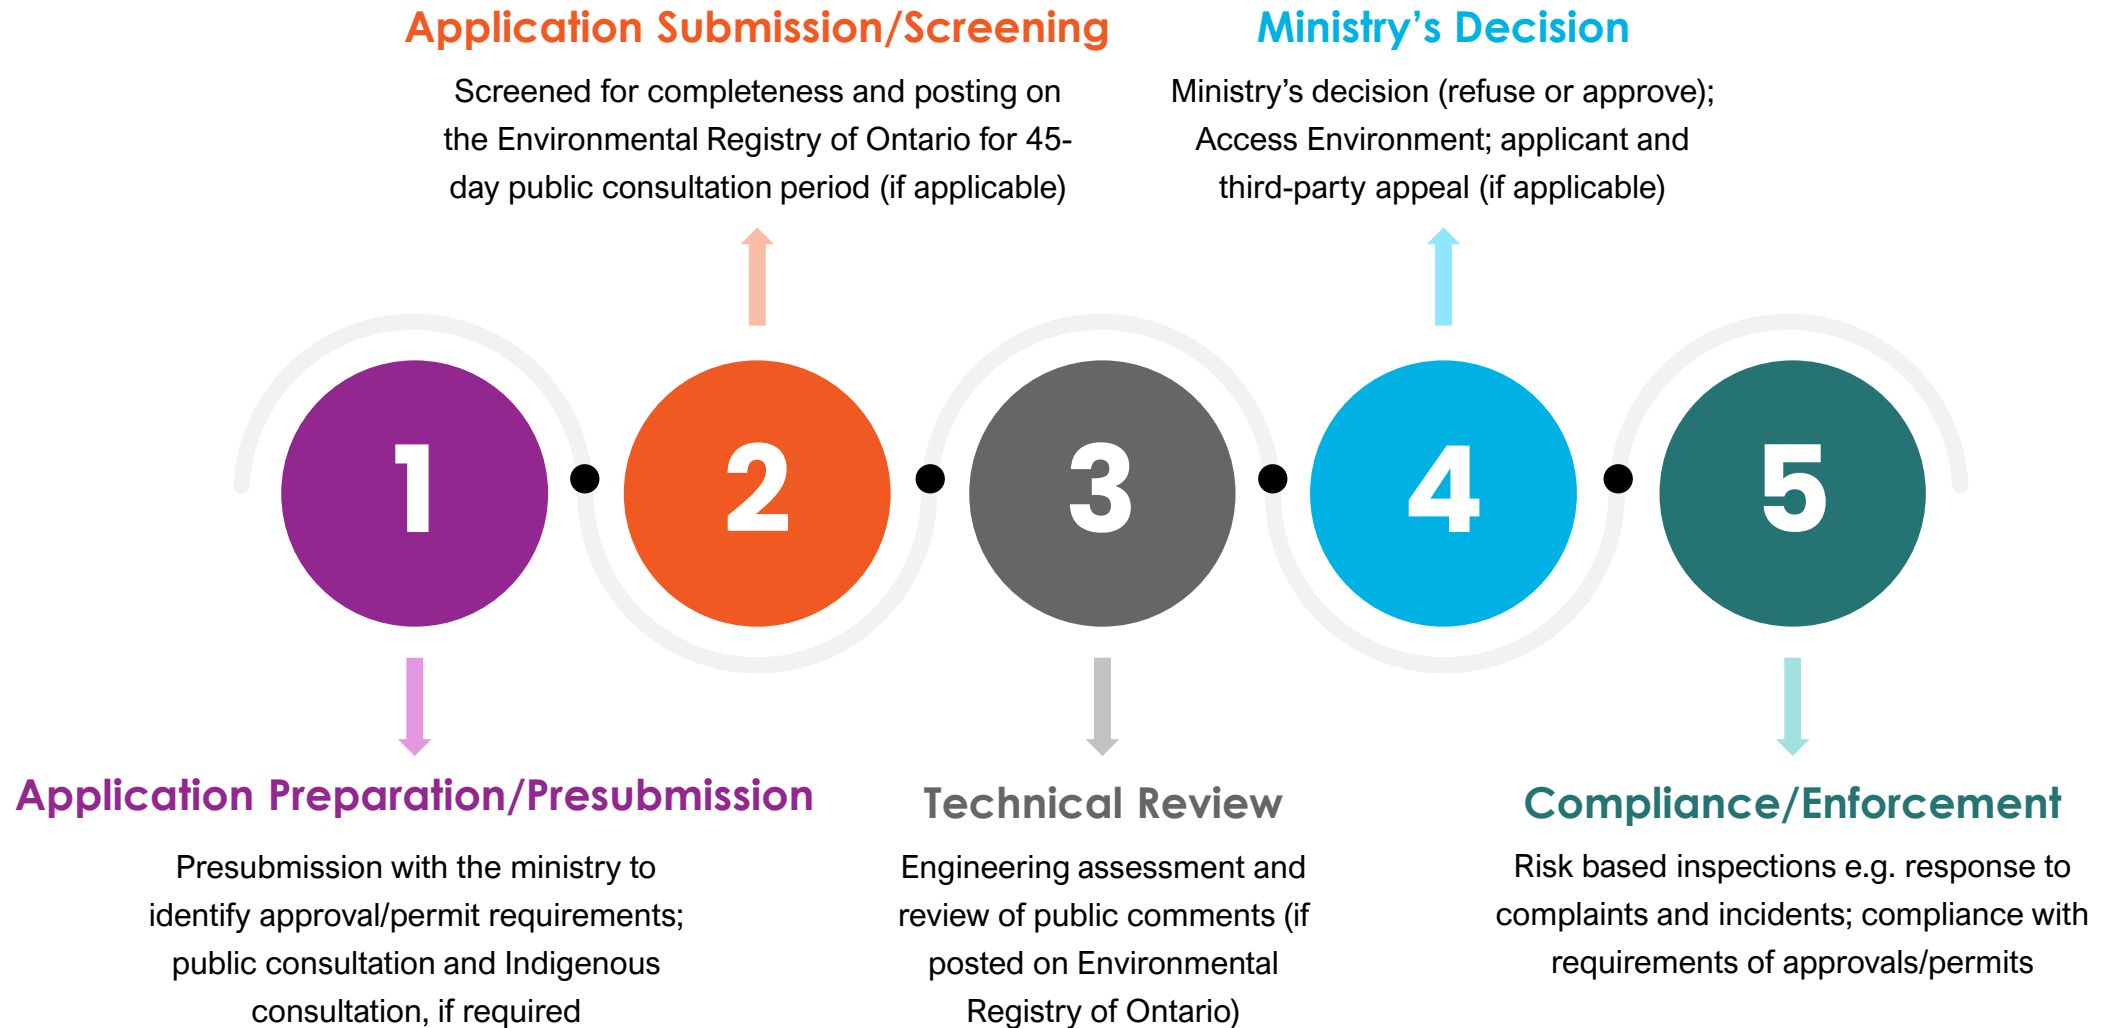 Application Submission/Screening
Screened for completeness and posting on
the Environmental Registry of Ontario for 45-
day public consultation period (if applicable)
Ministry’s Decision
Ministry’s decision (refuse or approve);
Access Environment; applicant and
third-party appeal (if applicable)
1
2
3
4
5
Application Preparation/Presubmission
Presubmission with the ministry to
identify approval/permit requirements;
public consultation and Indigenous
consultation, if required
Technical Review
Engineering assessment and
review of public comments (if
posted on Environmental
Registry of Ontario)
Compliance/Enforcement
Risk based inspections e.g. response to
complaints and incidents; compliance with
requirements of approvals/permits